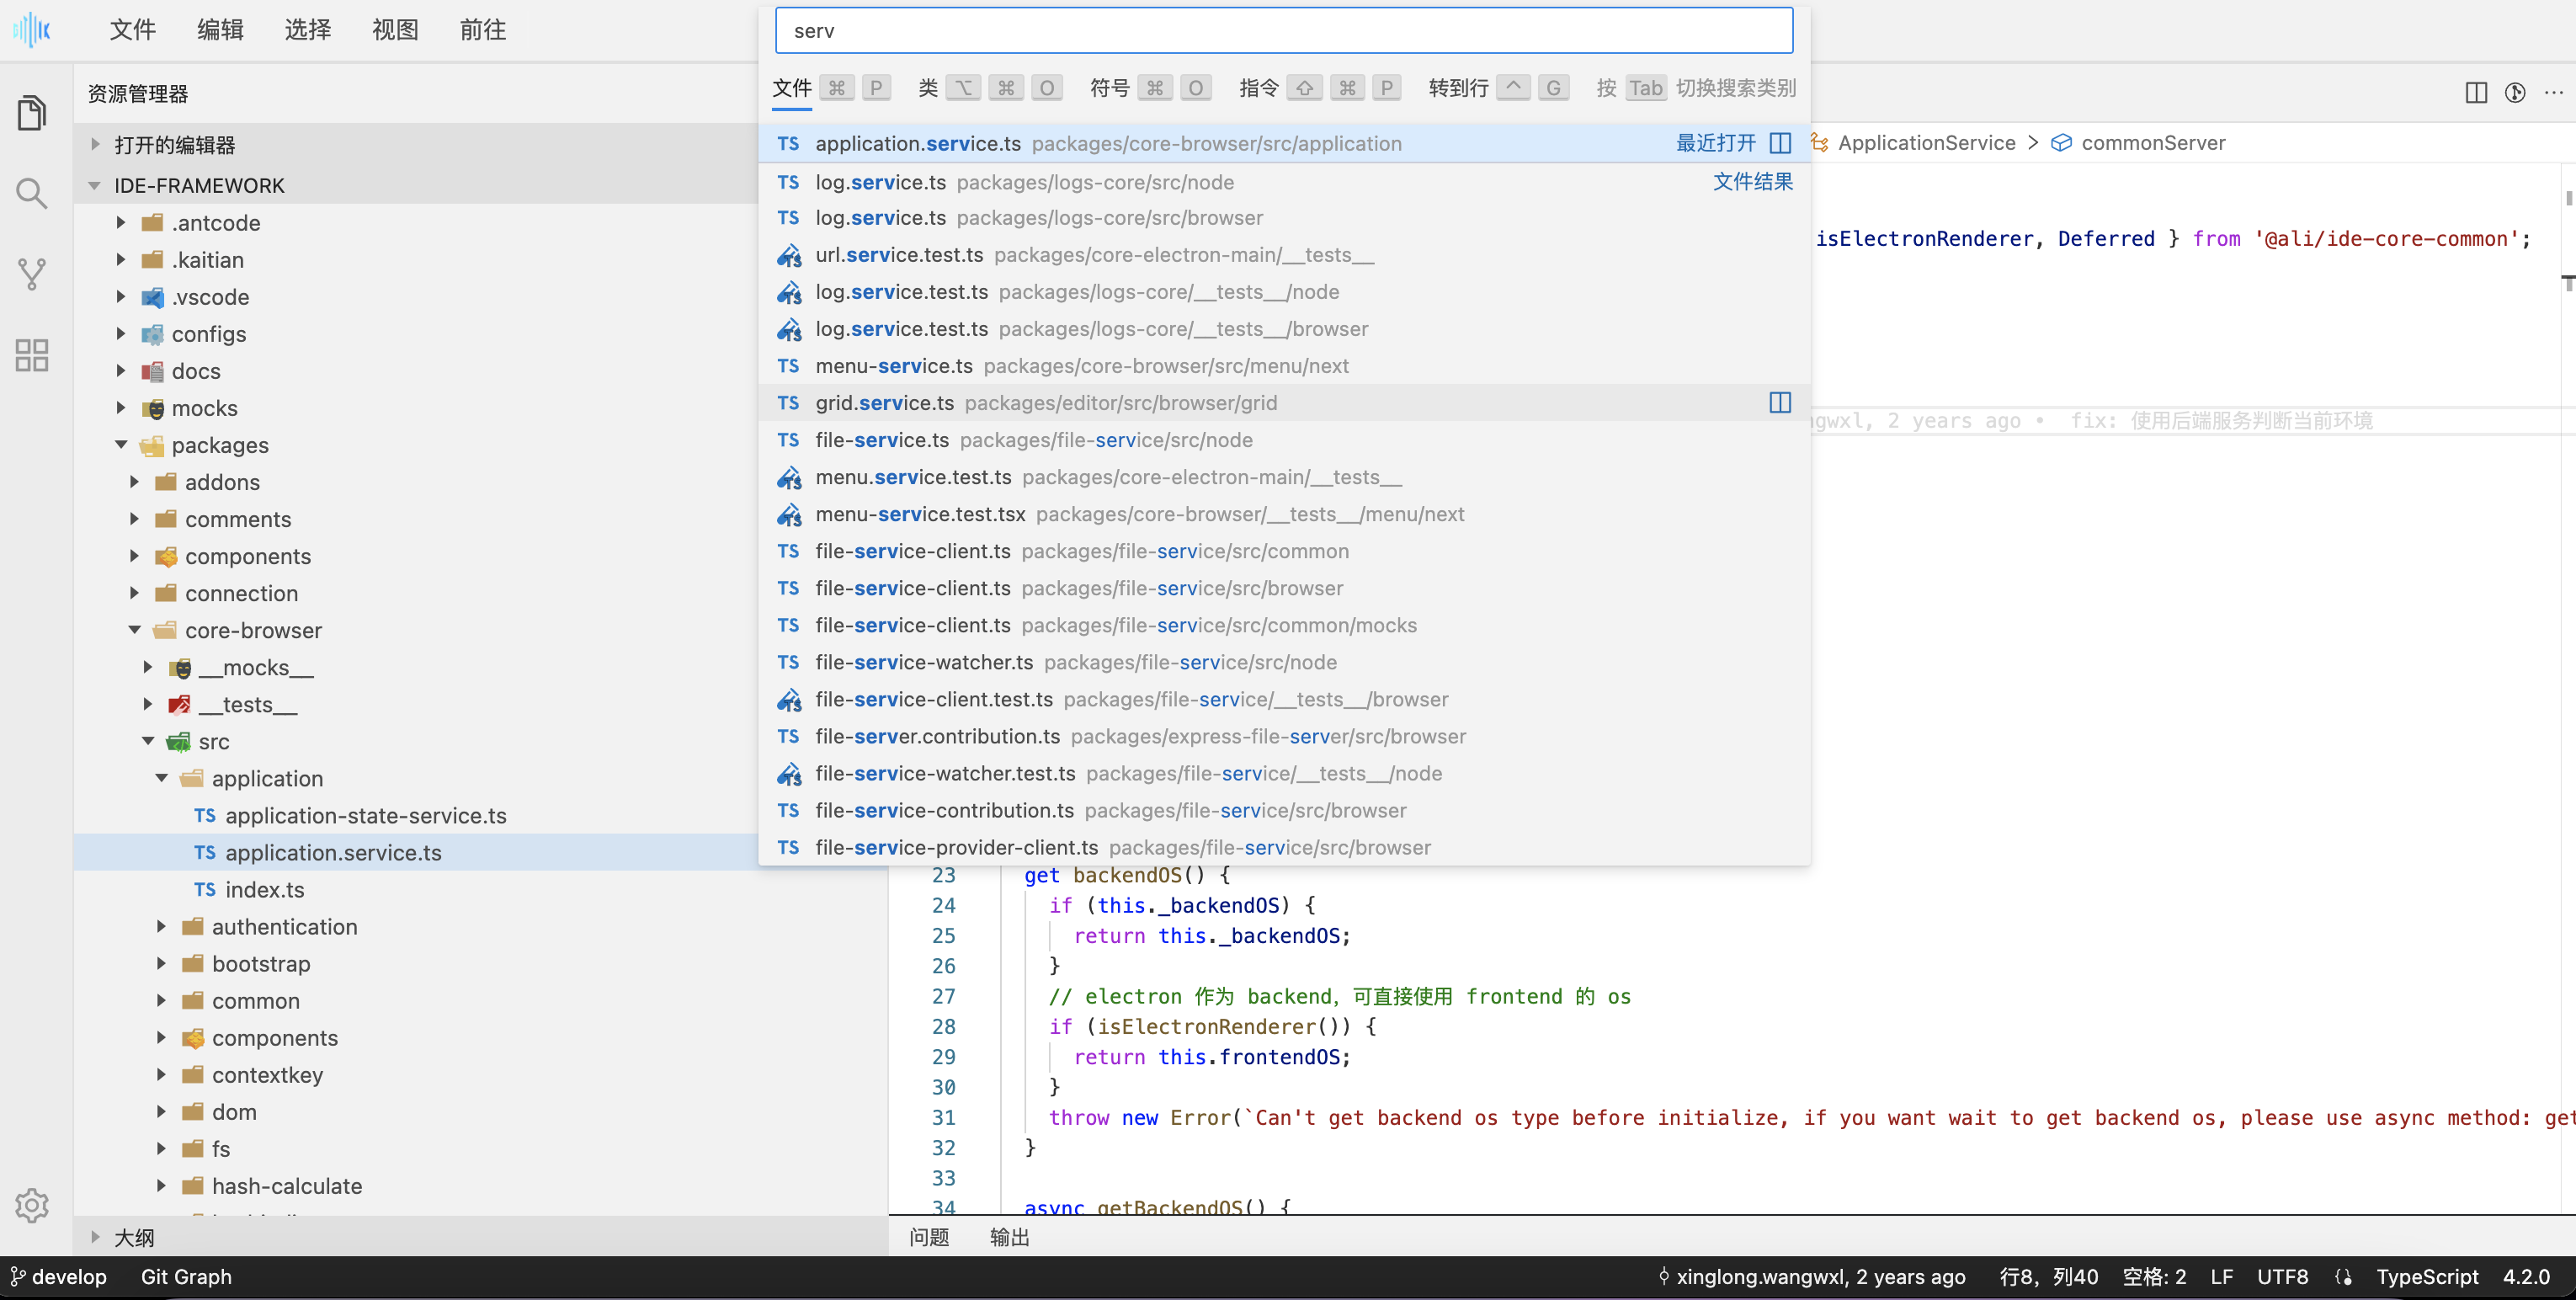 文件 编辑 选择 视图 前往
serv
文件 ⌘ P 类 ⌥ ⌘ O 符号 ⌘ O 指令 ⇧ ⌘ P 转到行 ^ G 按 Tab 切换搜索类别
资源管理器
打开的编辑器
IDE-FRAMEWORK
.antcode
.kaitian
.vscode
configs
docs
mocks
packages
addons
comments
components
connection
core-browser
__mocks__
__tests__
src
application
TS application-state-service.ts
TS application.service.ts
TS index.ts
authentication
bootstrap
common
components
contextkey
dom
fs
hash-calculate
大纲
TS application.service.ts packages/core-browser/src/application 最近打开
TS log.service.ts packages/logs-core/src/node 文件结果
TS log.service.ts packages/logs-core/src/browser
TS url.service.test.ts packages/core-electron-main/__tests__
TS log.service.test.ts packages/logs-core/__tests__/node
TS log.service.test.ts packages/logs-core/__tests__/browser
TS menu-service.ts packages/core-browser/src/menu/next
TS grid.service.ts packages/editor/src/browser/grid
TS file-service.ts packages/file-service/src/node
TS menu.service.test.ts packages/core-electron-main/__tests__
TS menu-service.test.tsx packages/core-browser/__tests__/menu/next
TS file-service-client.ts packages/file-service/src/common
TS file-service-client.ts packages/file-service/src/browser
TS file-service-client.ts packages/file-service/src/common/mocks
TS file-service-watcher.ts packages/file-service/src/node
TS file-service-client.test.ts packages/file-service/__tests__/browser
TS file-server.contribution.ts packages/express-file-server/src/browser
TS file-service-watcher.test.ts packages/file-service/__tests__/node
TS file-service-contribution.ts packages/file-service/src/browser
TS file-service-provider-client.ts packages/file-service/src/browser
ApplicationService > commonServer
isElectronRenderer, Deferred } from '@ali/ide-core-common';
ngwxl, 2 years ago • fix: 使用后端服务判断当前环境
23 get backendOS() {
24 if (this._backendOS) {
25 return this._backendOS;
26 }
27 // electron 作为 backend，可直接使用 frontend 的 os
28 if (isElectronRenderer()) {
29 return this.frontendOS;
30 }
31 throw new Error(`Can't get backend os type before initialize, if you want wait to get backend os, please use async method: get
32 }
33
34 async getBackendOS() {
问题 输出
develop Git Graph xinglong.wangwxl, 2 years ago 行8，列40 空格: 2 LF UTF8 TypeScript 4.2.0